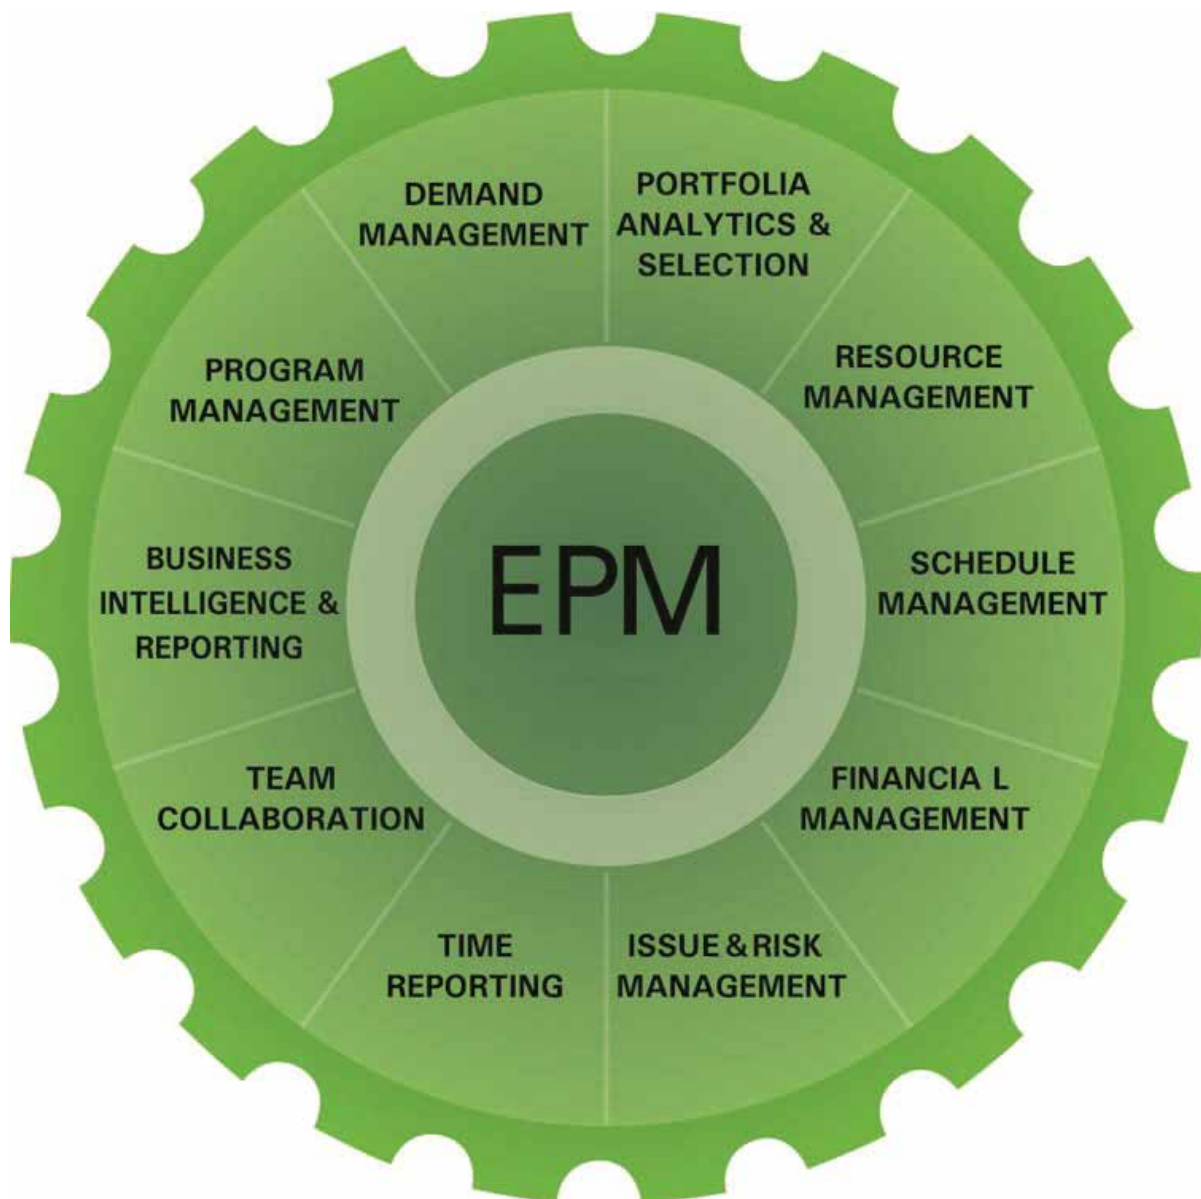 DEMAND
MANAGEMENT
PORTFOLIA
ANALYTICS &
SELECTION
RESOURCE
MANAGEMENT
SCHEDULE
MANAGEMENT
FINANCIA L
MANAGEMENT
ISSUE & RISK
MANAGEMENT
TIME
REPORTING
TEAM
COLLABORATION
BUSINESS
INTELLIGENCE &
REPORTING
PROGRAM
MANAGEMENT
EPM